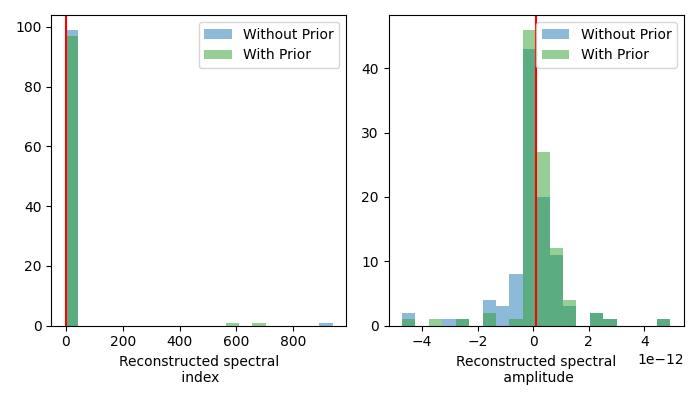 100
80
60
40
20
0
0
200
400
600
800
Reconstructed spectral
index
Without Prior
With Prior
40
30
20
10
0
−4
−2
0
2
4
1e−12
Reconstructed spectral
amplitude
Without Prior
With Prior